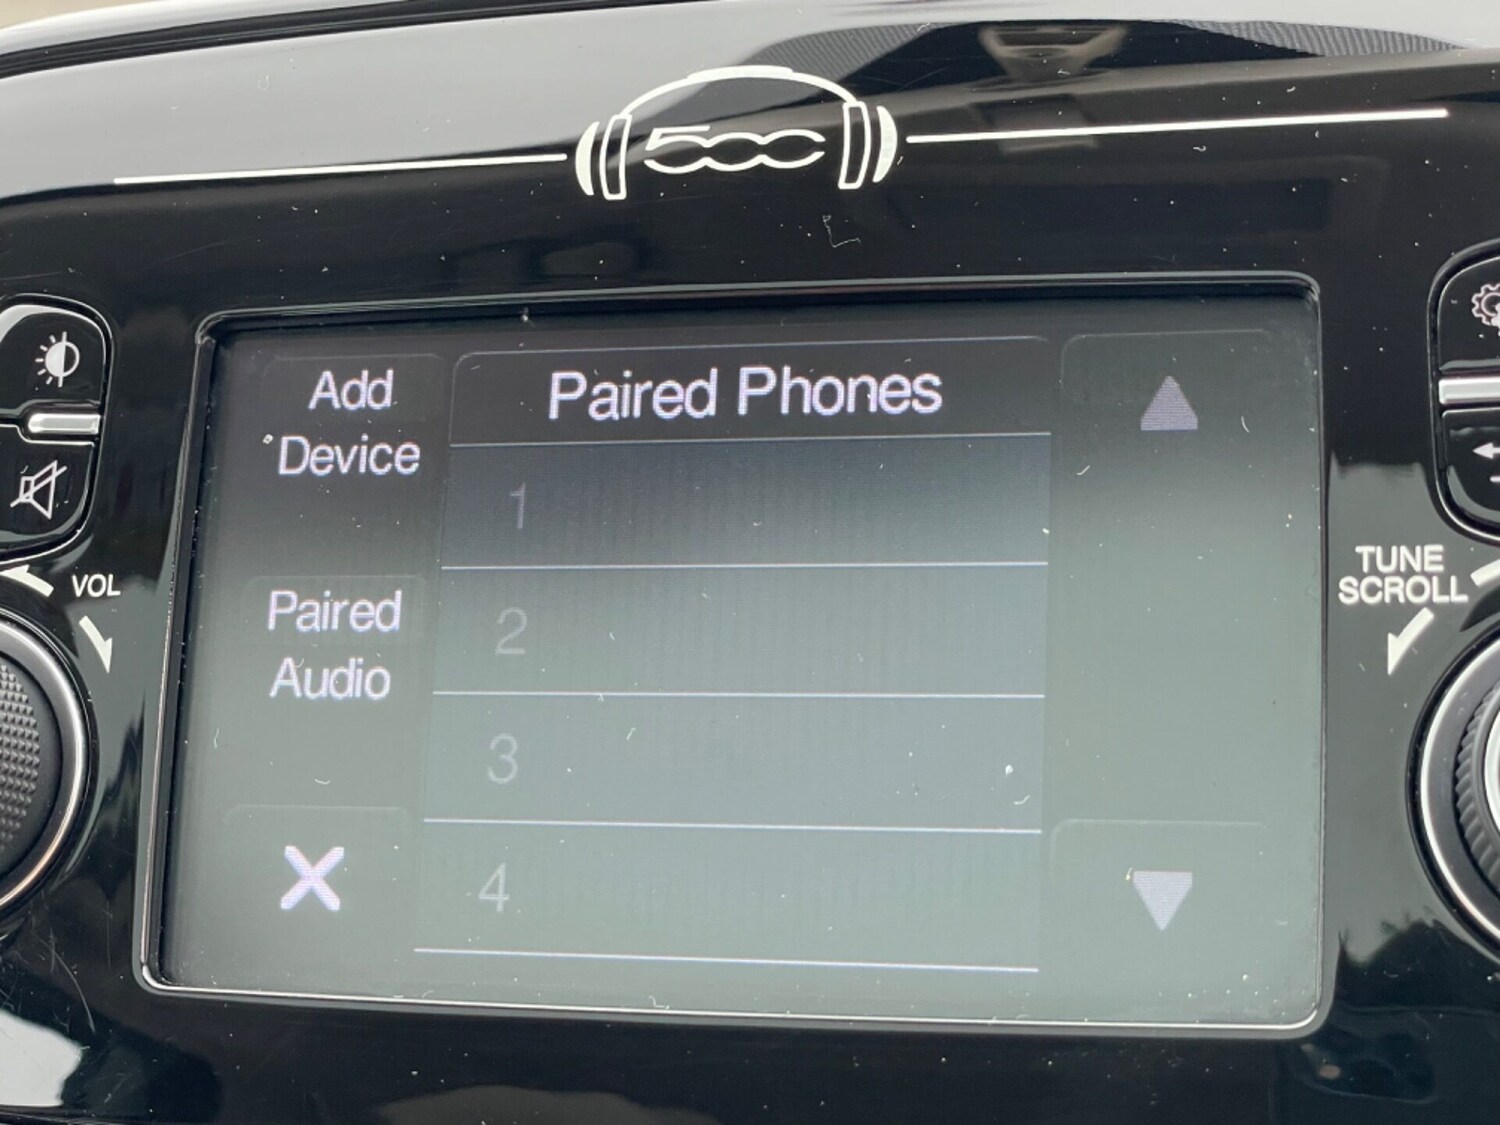 500
Add
Device
Paired Phones
1
2
3
4
Paired
Audio
VOL
TUNE
SCROLL